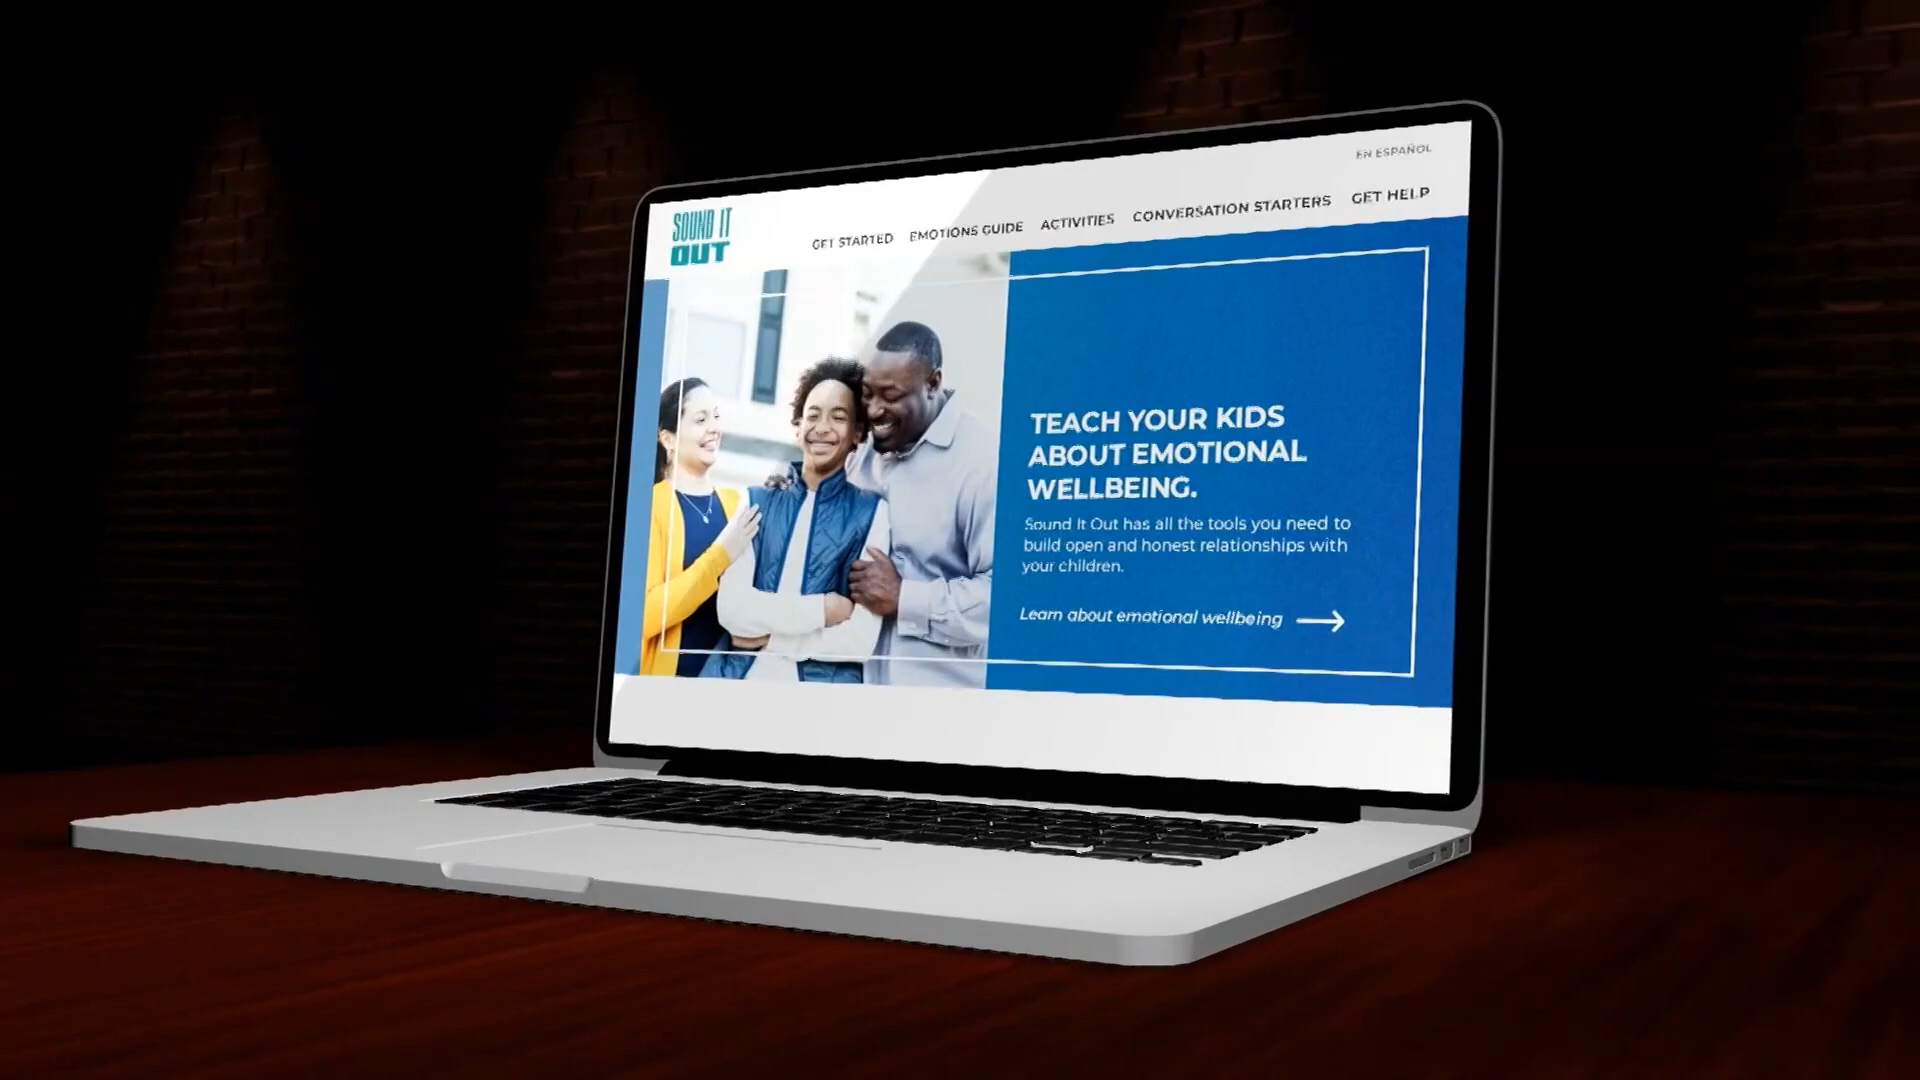 EN ESPAÑOL
SOUND IT
OUT
GET STARTED EMOTIONS GUIDE ACTIVITIES CONVERSATION STARTERS GET HELP
TEACH YOUR KIDS
ABOUT EMOTIONAL
WELLBEING.
Sound It Out has all the tools you need to
build open and honest relationships with
your children.
Learn about emotional wellbeing